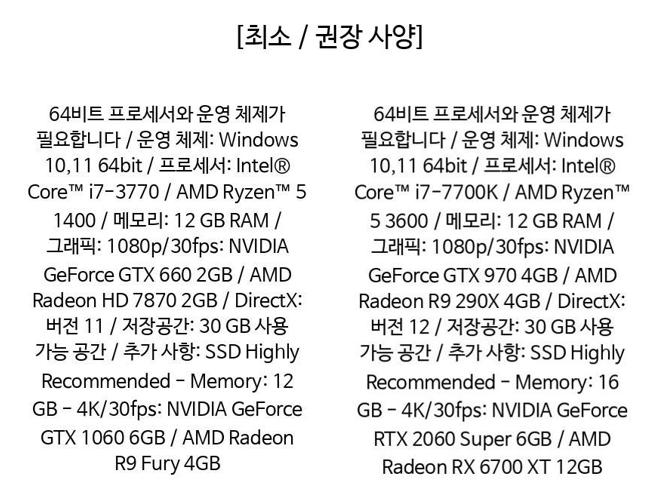 [최소 / 권장 사양]
64비트 프로세서와 운영 체제가
필요합니다 / 운영 체제: Windows
10,11 64bit / 프로세서: Intel®
Core™ i7-3770 / AMD Ryzen™ 5
1400 / 메모리: 12 GB RAM /
그래픽: 1080p/30fps: NVIDIA
GeForce GTX 660 2GB / AMD
Radeon HD 7870 2GB / DirectX:
버전 11 / 저장공간: 30 GB 사용
가능 공간 / 추가 사항: SSD Highly
Recommended - Memory: 12
GB - 4K/30fps: NVIDIA GeForce
GTX 1060 6GB / AMD Radeon
R9 Fury 4GB
64비트 프로세서와 운영 체제가
필요합니다 / 운영 체제: Windows
10,11 64bit / 프로세서: Intel®
Core™ i7-7700K / AMD Ryzen™
5 3600 / 메모리: 12 GB RAM /
그래픽: 1080p/30fps: NVIDIA
GeForce GTX 970 4GB / AMD
Radeon R9 290X 4GB / DirectX:
버전 12 / 저장공간: 30 GB 사용
가능 공간 / 추가 사항: SSD Highly
Recommended - Memory: 16
GB - 4K/30fps: NVIDIA GeForce
RTX 2060 Super 6GB / AMD
Radeon RX 6700 XT 12GB